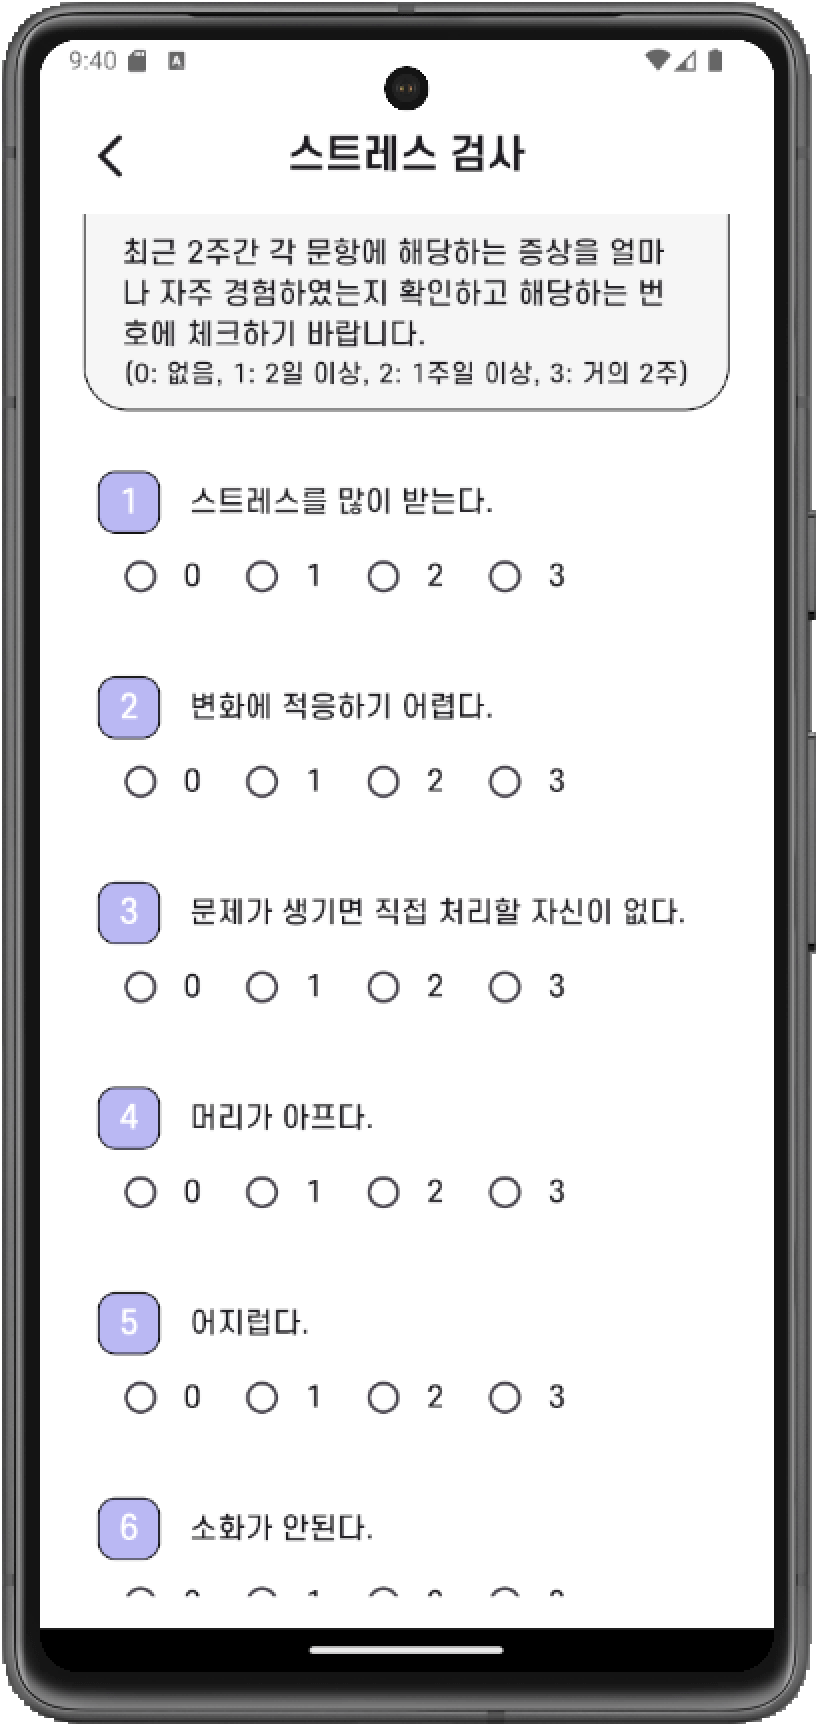 9:40
스트레스 검사
최근 2주간 각 문항에 해당하는 증상을 얼마
나 자주 경험하였는지 확인하고 해당하는 번
호에 체크하기 바랍니다.
(0: 없음, 1: 2일 이상, 2: 1주일 이상, 3: 거의 2주)
1 스트레스를 많이 받는다.
0 1 2 3
2 변화에 적응하기 어렵다.
0 1 2 3
3 문제가 생기면 직접 처리할 자신이 없다.
0 1 2 3
4 머리가 아프다.
0 1 2 3
5 어지럽다.
0 1 2 3
6 소화가 안된다.